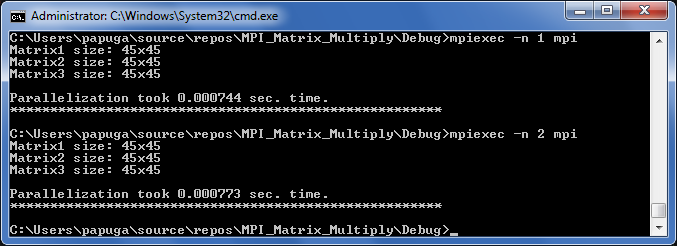 Administrator: C:\Windows\System32\cmd.exe
C:\Users\papuga\source\repos\MPI_Matrix_Multiply\Debug>mpiexec -n 1 mpi
Matrix1 size: 45x45
Matrix2 size: 45x45
Matrix3 size: 45x45
Parallelization took 0.000744 sec. time.
******************************************************
C:\Users\papuga\source\repos\MPI_Matrix_Multiply\Debug>mpiexec -n 2 mpi
Matrix1 size: 45x45
Matrix2 size: 45x45
Matrix3 size: 45x45
Parallelization took 0.000773 sec. time.
******************************************************
C:\Users\papuga\source\repos\MPI_Matrix_Multiply\Debug>_